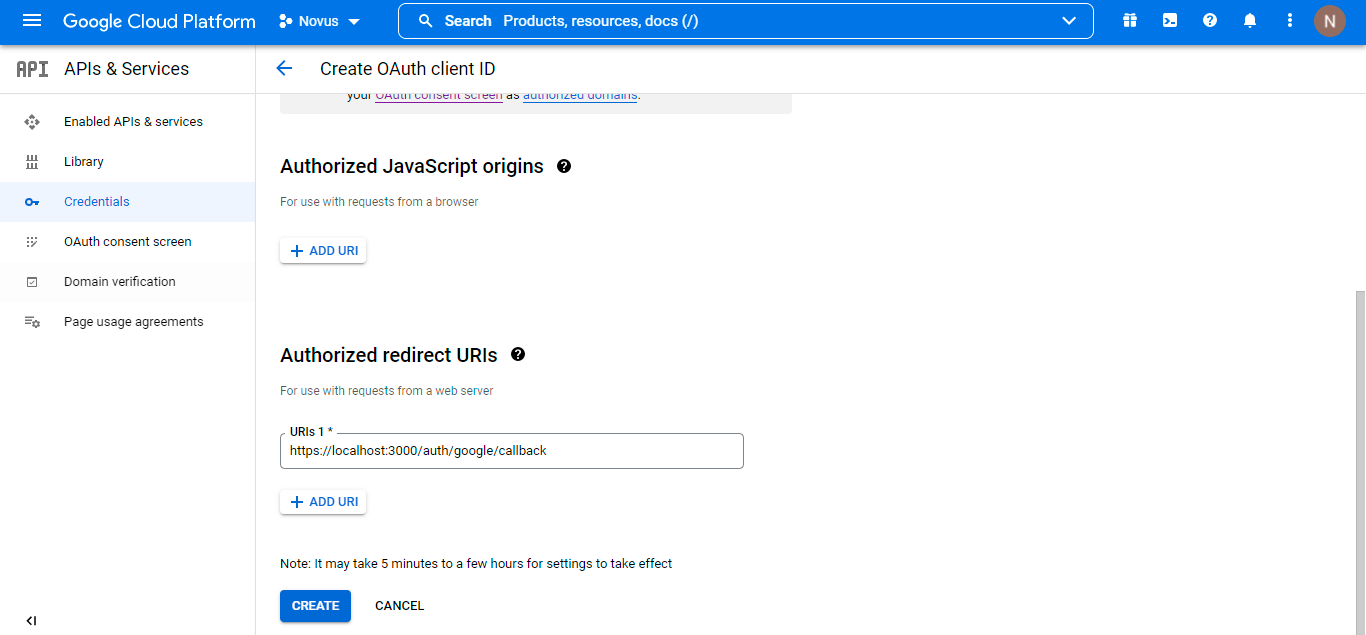 Google Cloud Platform
Novus
Search Products, resources, docs (/)
N
API APIs & Services
Create OAuth client ID
your OAuth consent screen as authorized domains.
Enabled APIs & services
Library
Credentials
OAuth consent screen
Domain verification
Page usage agreements
Authorized JavaScript origins
For use with requests from a browser
ADD URI
Authorized redirect URIs
For use with requests from a web server
URIs 1 *
https://localhost:3000/auth/google/callback
ADD URI
Note: It may take 5 minutes to a few hours for settings to take effect
CREATE
CANCEL